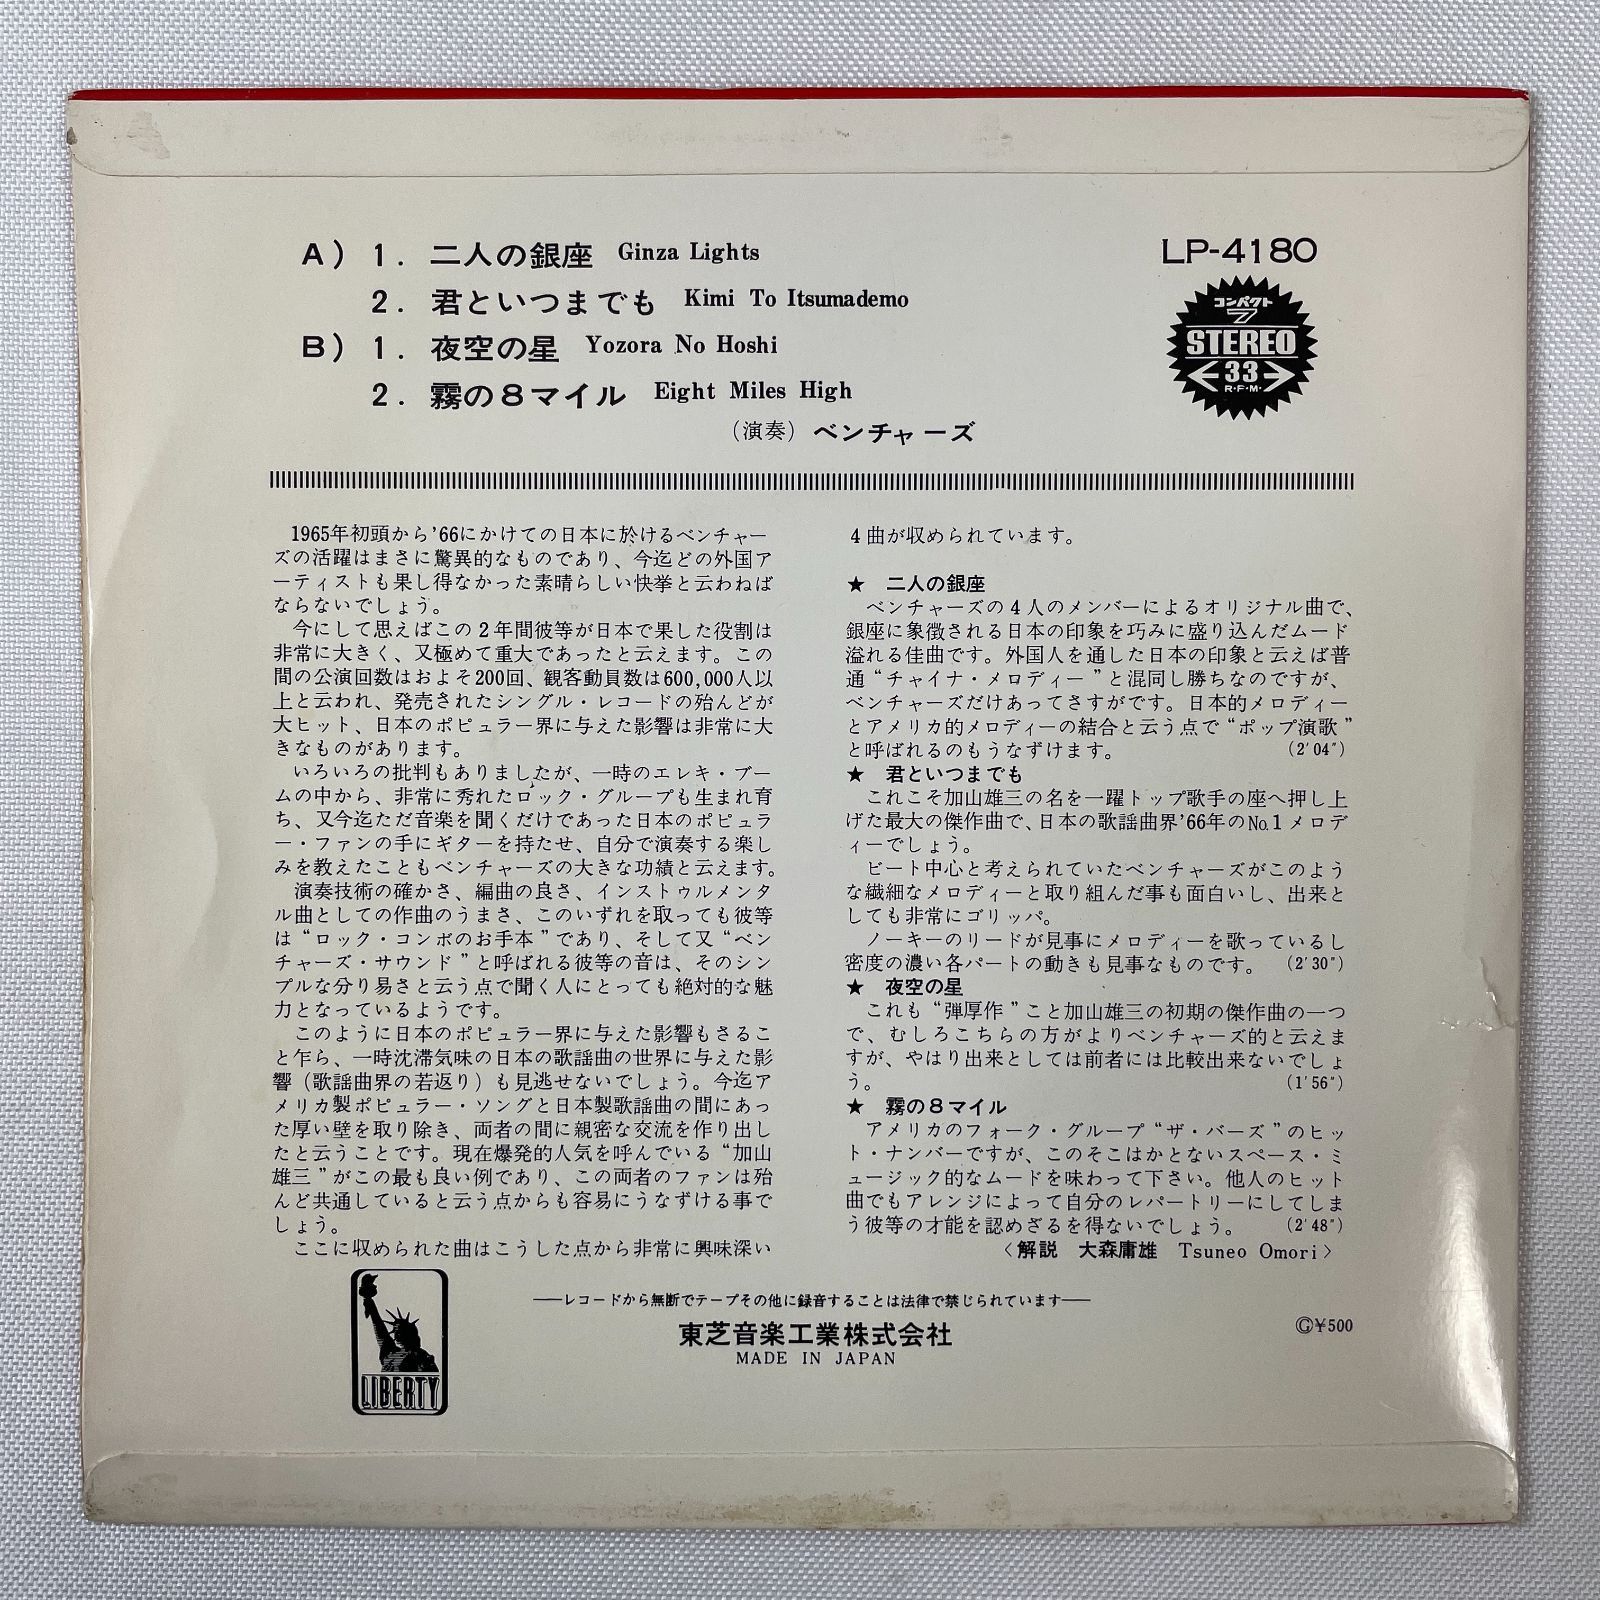 A) 1. 二人の銀座 Ginza Lights
2. 君といつまでも Kimi To Itsumademo
B) 1. 夜空の星 Yozora No Hoshi
2. 霧の8マイル Eight Miles High
(演奏) ベンチャーズ
LP-4180
コンパクト
7
STEREO
33
R・P・M・
1965年初頭から'66にかけての日本に於けるベンチャー
ズの活躍はまさに驚異的なものであり、今迄どの外国ア
ーティストも果し得なかった素晴らしい快挙と云わねば
ならないでしょう。
今にして思えばこの2年間彼等が日本で果した役割は
非常に大きく、又極めて重大であったと云えます。この
間の公演回数はおよそ200回、観客動員数は600,000人以
上と云われ、発売されたシングル・レコードの殆んどが
大ヒット、日本のポピュラー界に与えた影響は非常に大
きなものがあります。
いろいろの批判もありましたが、一時のエレキ・ブー
ムの中から、非常に秀れたロック・グループも生まれ育
ち、又今迄ただ音楽を聞くだけであった日本のポピュラ
ー・ファンの手にギターを持たせ、自分で演奏する楽し
みを教えたこともベンチャーズの大きな功績と云えます。
演奏技術の確かさ、編曲の良さ、インストゥルメンタ
ル曲としての作曲のうまさ、このいずれを取っても彼等
は“ロック・コンボのお手本”であり、そして又“ベン
チャーズ・サウンド”と呼ばれる彼等の音は、そのシン
プルな分り易さと云う点で聞く人にとっても絶対的な魅
力となっているようです。
このように日本のポピュラー界に与えた影響もさるこ
と乍ら、一時沈滞気味の日本の歌謡曲の世界に与えた影
響(歌謡曲界の若返り)も見逃せないでしょう。今迄ア
メリカ製ポピュラー・ソングと日本製歌謡曲の間にあっ
た厚い壁を取り除き、両者の間に親密な交流を作り出し
たと云うことです。現在爆発的人気を呼んでいる“加山
雄三”がこの最も良い例であり、この両者のファンは殆
んど共通していると云う点からも容易にうなずける事で
しょう。
ここに収められた曲はこうした点から非常に興味深い
4曲が収められています。
★ 二人の銀座
ベンチャーズの4人のメンバーによるオリジナル曲で、
銀座に象徴される日本の印象を巧みに盛り込んだムード
溢れる佳曲です。外国人を通した日本の印象と云えば普
通“チャイナ・メロディー”と混同し勝ちなのですが、
ベンチャーズだけあってさすがです。日本的メロディー
とアメリカ的メロディーの結合と云う点で“ポップ演歌”
と呼ばれるのもうなずけます。 (2'04")
★ 君といつまでも
これこそ加山雄三の名を一躍トップ歌手の座へ押し上
げた最大の傑作曲で、日本の歌謡曲界'66年のNo.1メロデ
ィーでしょう。
ビート中心と考えられていたベンチャーズがこのよう
な繊細なメロディーと取り組んだ事も面白いし、出来と
しても非常にゴリッパ。
ノーキーのリードが見事にメロディーを歌っているし
密度の濃い各パートの動きも見事なものです。 (2'30")
★ 夜空の星
これも“弾厚作”こと加山雄三の初期の傑作曲の一つ
で、むしろこちらの方がよりベンチャーズ的と云えま
すが、やはり出来としては前者には比較出来ないでしょ
う。 (1'56")
★ 霧の8マイル
アメリカのフォーク・グループ“ザ・バーズ”のヒッ
ト・ナンバーですが、このそこはかとないスペース・ミ
ュージック的なムードを味わって下さい。他人のヒット
曲でもアレンジによって自分のレパートリーにしてしま
う彼等の才能を認めざるを得ないでしょう。 (2'48")
〈解説 大森庸雄 Tsuneo Omori〉
LIBERTY
—レコードから無断でテープその他に録音することは法律で禁じられています—
東芝音楽工業株式会社
MADE IN JAPAN
Ⓖ¥500